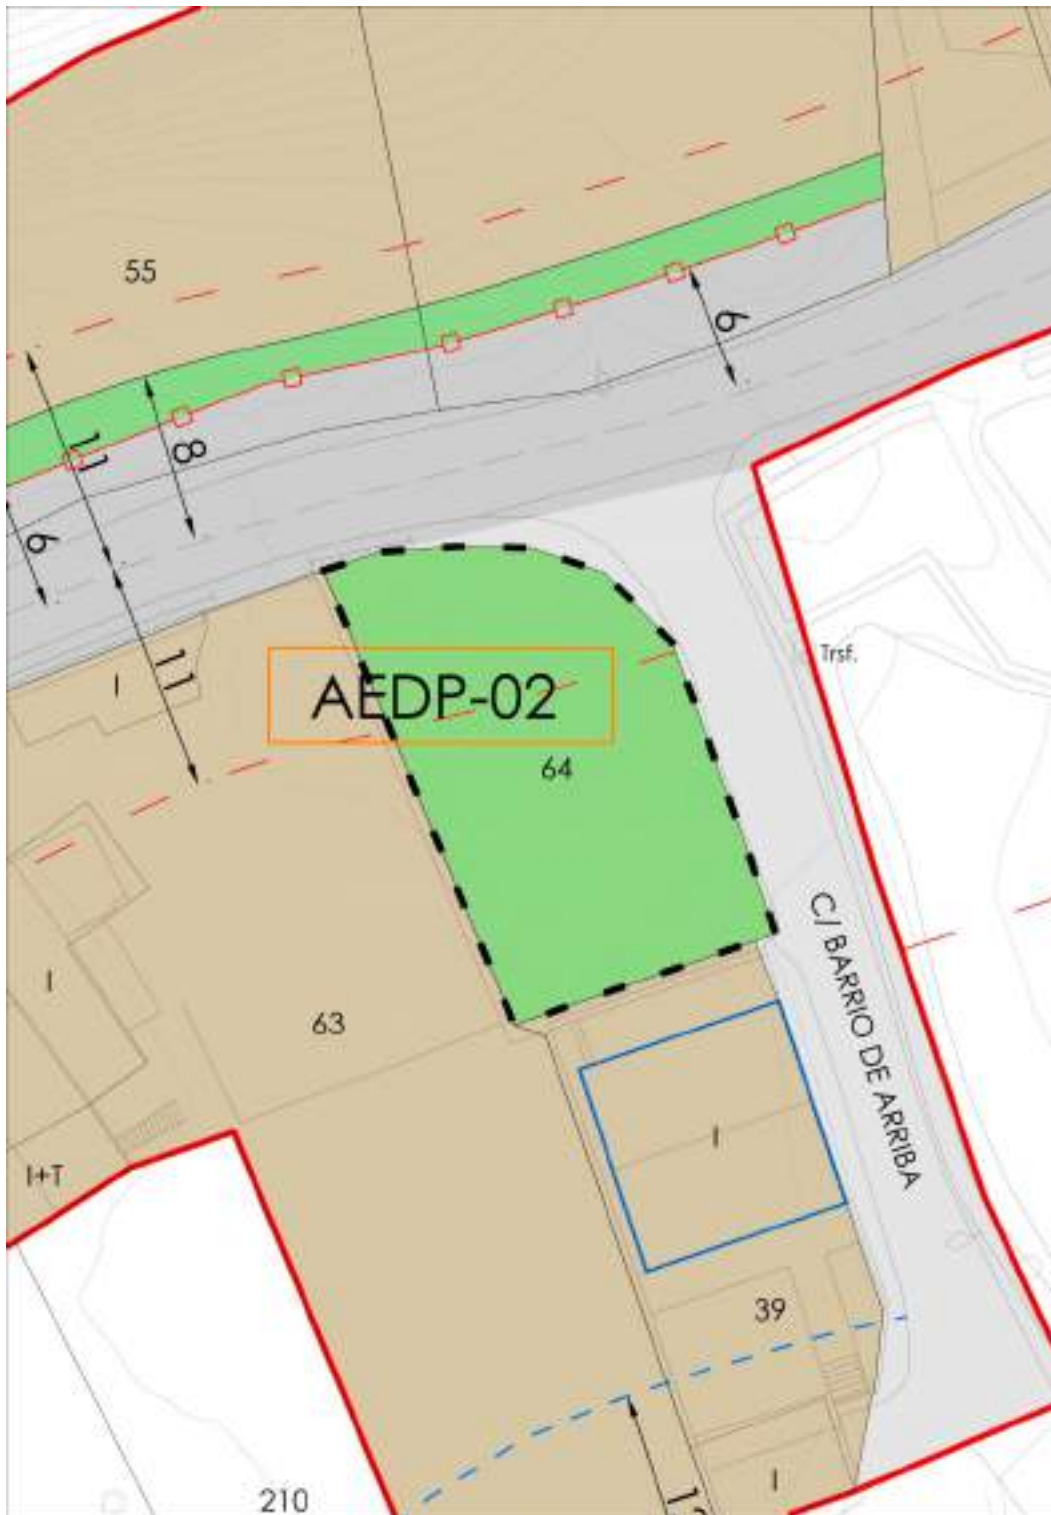 55
6
8
11
6
11
I
Trsf.
AEDP-02
64
C/ BARRIO DE ARRIBA
I
63
I
I+T
39
I
210